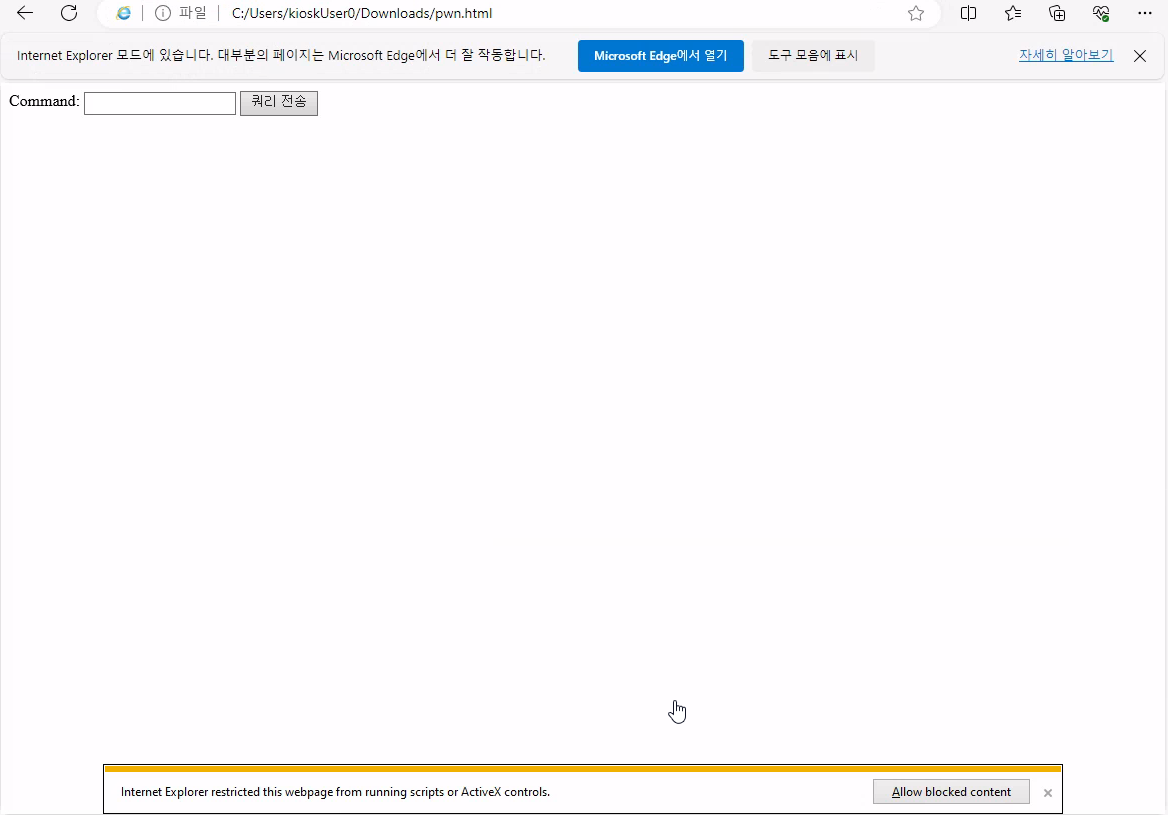 파일 C:/Users/kioskUser0/Downloads/pwn.html
Internet Explorer 모드에 있습니다. 대부분의 페이지는 Microsoft Edge에서 더 잘 작동합니다. Microsoft Edge에서 열기 도구 모음에 표시 자세히 알아보기
Command: 쿼리 전송
Internet Explorer restricted this webpage from running scripts or ActiveX controls. Allow blocked content